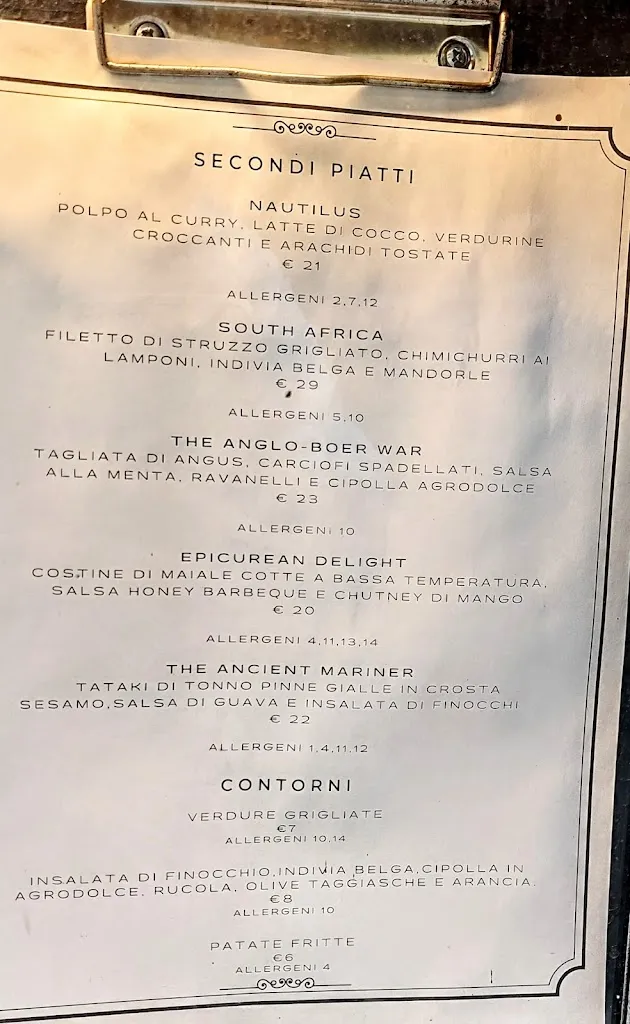 SECONDI PIATTI
NAUTILUS
POLPO AL CURRY, LATTE DI COCCO, VERDURINE
CROCCANTI E ARACHIDI TOSTATE
€ 21
ALLERGENI 2,7,12
SOUTH AFRICA
FILETTO DI STRUZZO GRIGLIATO, CHIMICHURRI AI
LAMPONI, INDIVIA BELGA E MANDORLE
€ 29
ALLERGENI 5,10
THE ANGLO-BOER WAR
TAGLIATA DI ANGUS, CARCIOFI SPADELLATI, SALSA
ALLA MENTA, RAVANELLI E CIPOLLA AGRODOLCE
€ 23
ALLERGENI 10
EPICUREAN DELIGHT
COSTINE DI MAIALE COTTE A BASSA TEMPERATURA,
SALSA HONEY BARBEQUE E CHUTNEY DI MANGO
€ 20
ALLERGENI 4,11,13,14
THE ANCIENT MARINER
TATAKI DI TONNO PINNE GIALLE IN CROSTA
SESAMO,SALSA DI GUAVA E INSALATA DI FINOCCHI
€ 22
ALLERGENI 1,4,11,12
CONTORNI
VERDURE GRIGLIATE
€7
ALLERGENI 10,14
INSALATA DI FINOCCHIO,INDIVIA BELGA,CIPOLLA IN
AGRODOLCE, RUCOLA, OLIVE TAGGIASCHE E ARANCIA.
€8
ALLERGENI 10
PATATE FRITTE
€6
ALLERGENI 4